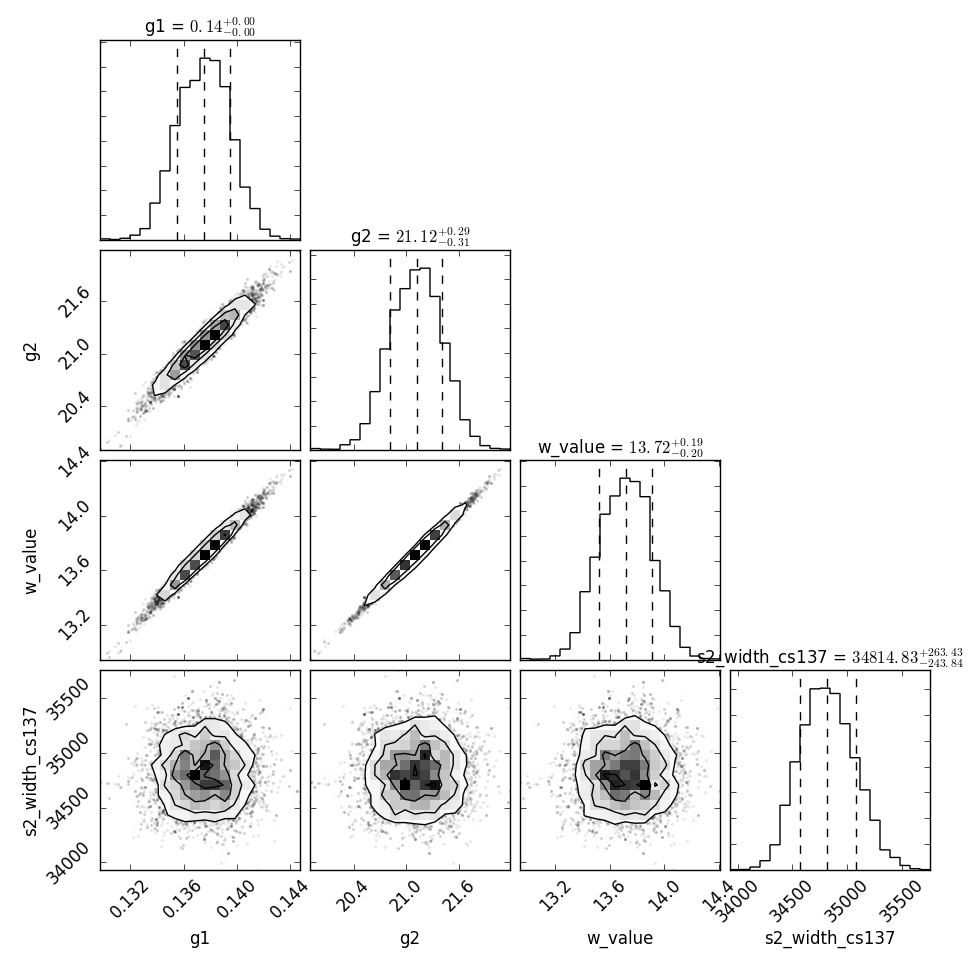 g1 = 0.14+0.00−0.00
g2 = 21.12+0.29−0.31
g2
21.6
21.0
20.4
w_value = 13.72+0.19−0.20
w_value
14.4
14.0
13.6
13.2
s2_width_cs137 = 34814.83+263.43−243.84
s2_width_cs137
35500
35000
34500
34000
0.132 0.136 0.140 0.144 20.4 21.0 21.6 13.2 13.6 14.0 14.4 34000 34500 35000 35500
g1 g2 w_value s2_width_cs137